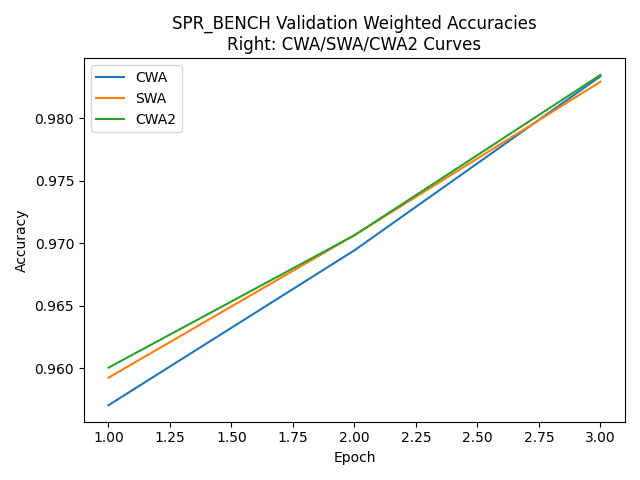 SPR_BENCH Validation Weighted Accuracies
Right: CWA/SWA/CWA2 Curves
CWA
SWA
CWA2
Accuracy
0.980
0.975
0.970
0.965
0.960
1.00 1.25 1.50 1.75 2.00 2.25 2.50 2.75 3.00
Epoch